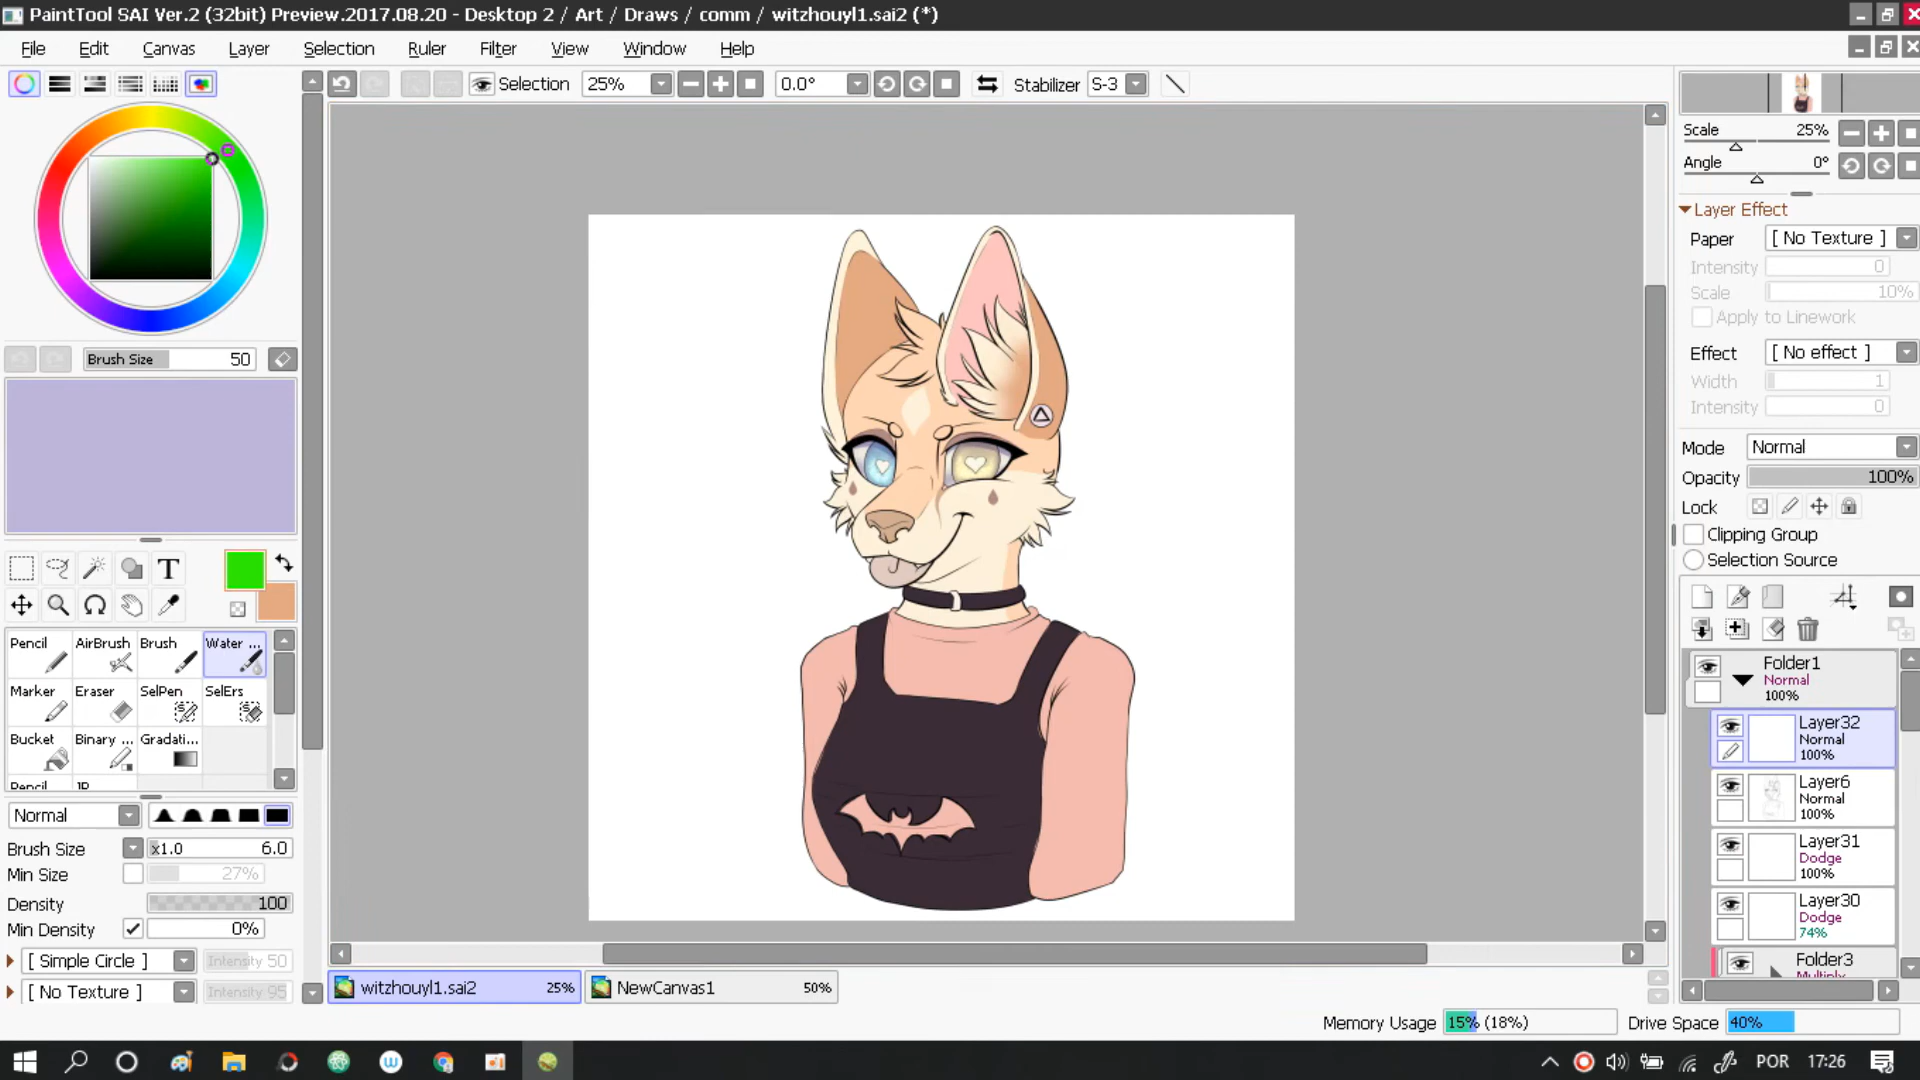 PaintTool SAI Ver.2 (32bit) Preview.2017.08.20 - Desktop 2 / Art / Draws / comm / witzhouyl1.sai2 (*)
File Edit Canvas Layer Selection Ruler Filter View Window Help
Selection 25% 0.0° Stabilizer S-3
Scale 25%
Angle 0°
Layer Effect
Paper [ No Texture ]
Intensity 0
Scale 10%
Apply to Linework
Effect [ No effect ]
Width 1
Intensity 0
Mode Normal
Opacity 100%
Lock
Clipping Group
Selection Source
Folder1
Normal
100%
Layer32
Normal
100%
Layer6
Normal
100%
Layer31
Dodge
100%
Layer30
Dodge
74%
Folder3
Multiply
Brush Size 50
T
Pencil AirBrush Brush Water ...
Marker Eraser SelPen SelErs
Bucket Binary ... Gradati...
Pencil
Normal
Brush Size x1.0 6.0
Min Size 27%
Density 100
Min Density 0%
[ Simple Circle ] Intensity 50
[ No Texture ] Intensity 95
witzhouyl1.sai2 25% NewCanvas1 50%
Memory Usage 15% (18%) Drive Space 40%
POR 17:26